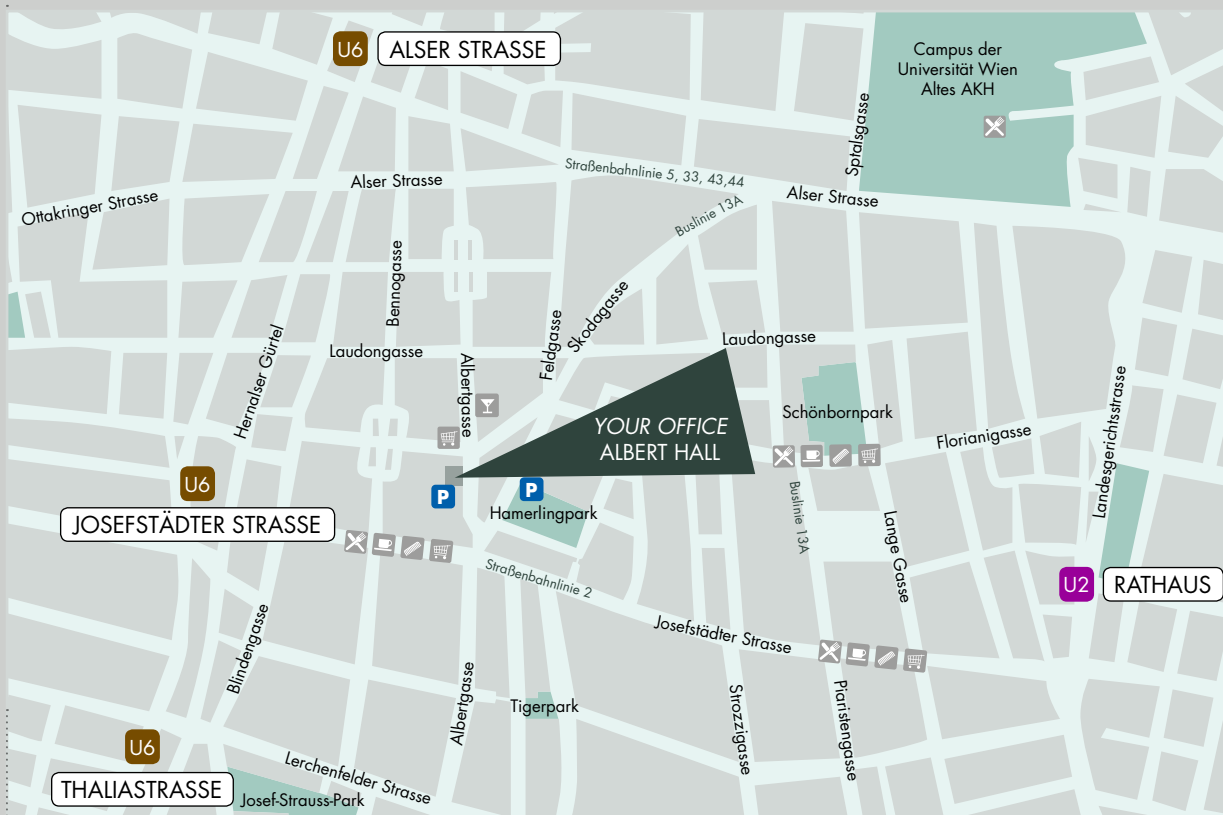 U6 ALSER STRASSE
Campus der
Universität Wien
Altes AKH
Sptalsgasse
Straßenbahnlinie 5, 33, 43,44
Alser Strasse
Alser Strasse
Ottakringer Strasse
Buslinie 13A
Bennogasse
Skodagasse
Feldgasse
Laudongasse
Laudongasse
Albertgasse
Hernalser Gürtel
Landesgerichtsstrasse
YOUR OFFICE
ALBERT HALL
Schönbornpark
Florianigasse
U6
JOSEFSTÄDTER STRASSE
P
P
Hamerlingpark
Buslinie 13A
Lange Gasse
Straßenbahnlinie 2
U2 RATHAUS
Josefstädter Strasse
Blindengasse
Albertgasse
Tigerpark
Strozzigasse
Piaristengasse
U6
THALIASTRASSE
Lerchenfelder Strasse
Josef-Strauss-Park